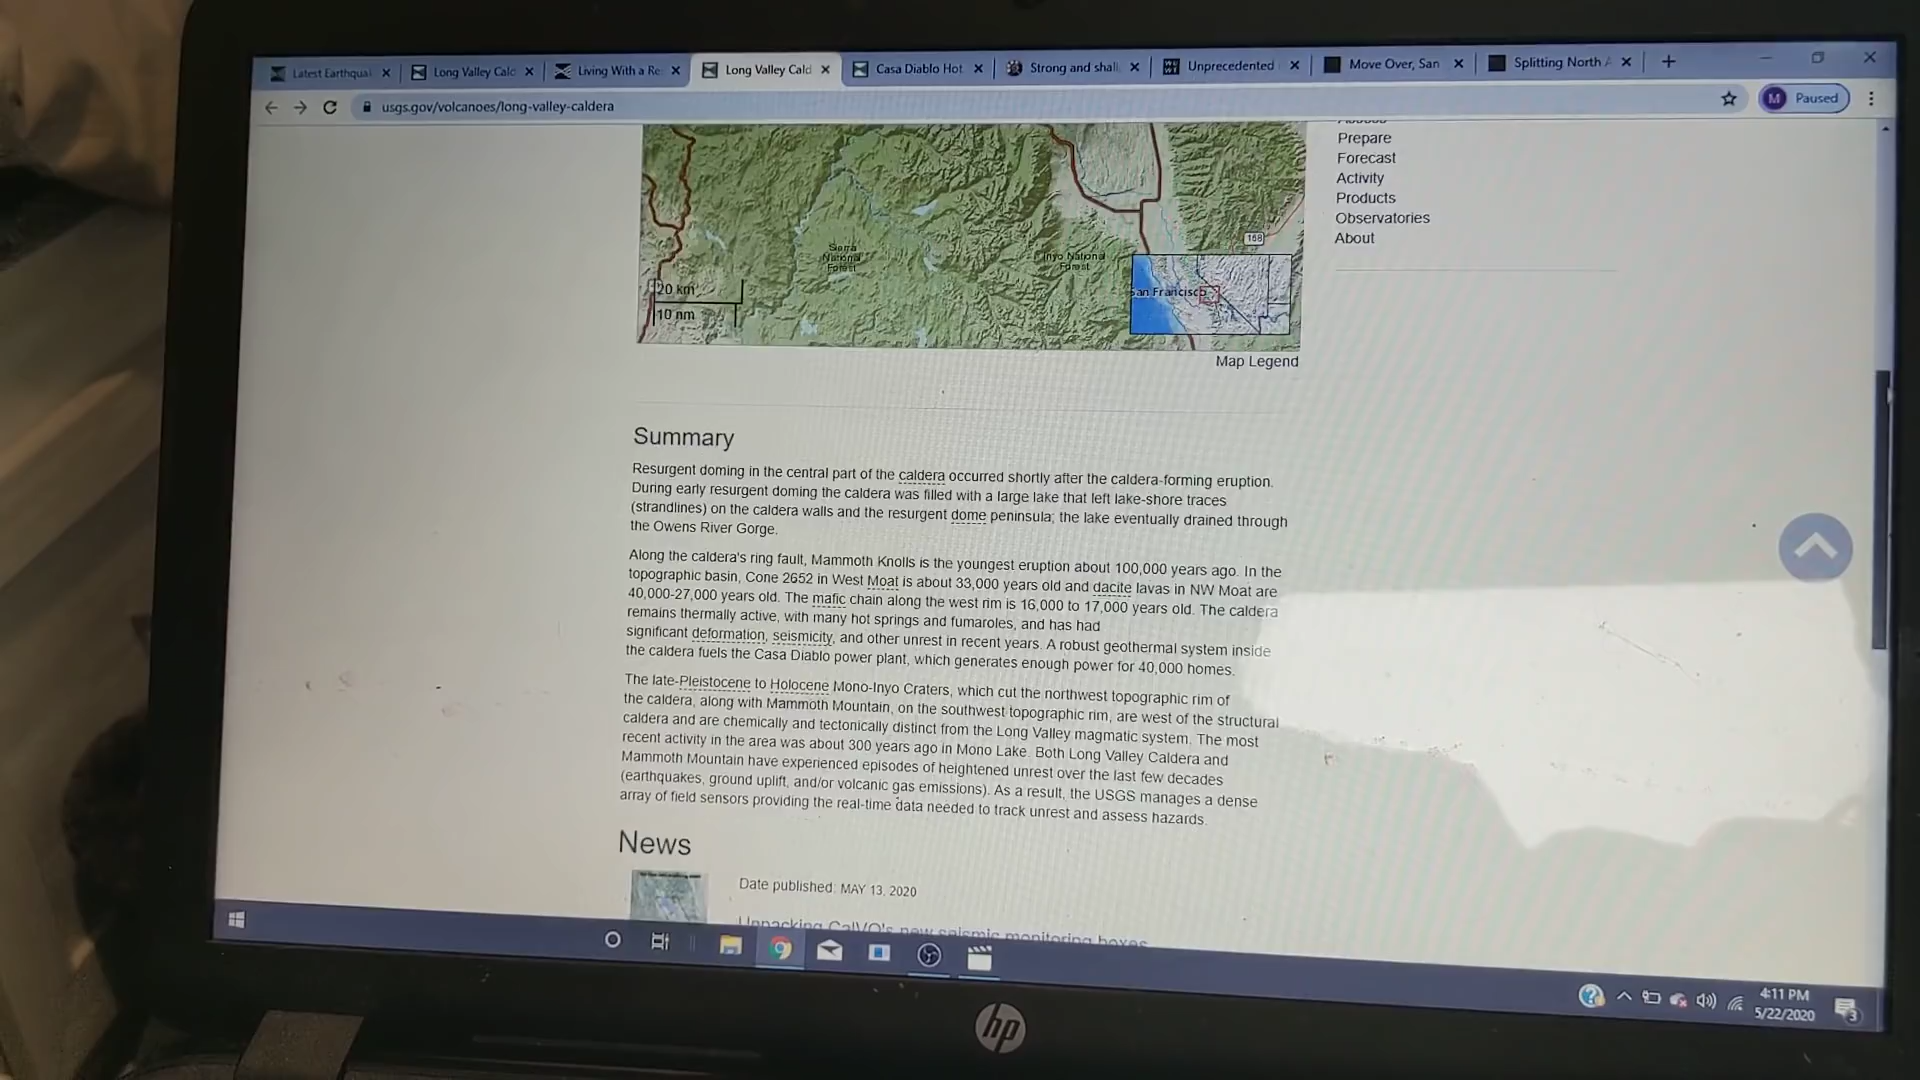 Latest Earthqua
Long Valley Calc
Living With a Re
Long Valley Cald
Casa Diablo Hot
Strong and shall
Unprecedented
Move Over, San
Splitting North A
usgs.gov/volcanoes/long-valley-caldera
M Paused
Prepare
Forecast
Activity
Products
Observatories
About
Sierra
National
Forest
Inyo National
Forest
168
San Francisco
20 km
10 nm
Map Legend
Summary
Resurgent doming in the central part of the caldera occurred shortly after the caldera-forming eruption.
During early resurgent doming the caldera was filled with a large lake that left lake-shore traces
(strandlines) on the caldera walls and the resurgent dome peninsula; the lake eventually drained through
the Owens River Gorge.
Along the caldera's ring fault, Mammoth Knolls is the youngest eruption about 100,000 years ago. In the
topographic basin, Cone 2652 in West Moat is about 33,000 years old and dacite lavas in NW Moat are
40,000-27,000 years old. The mafic chain along the west rim is 16,000 to 17,000 years old. The caldera
remains thermally active, with many hot springs and fumaroles, and has had
significant deformation, seismicity, and other unrest in recent years. A robust geothermal system inside
the caldera fuels the Casa Diablo power plant, which generates enough power for 40,000 homes.
The late-Pleistocene to Holocene Mono-Inyo Craters, which cut the northwest topographic rim of
the caldera, along with Mammoth Mountain, on the southwest topographic rim, are west of the structural
caldera and are chemically and tectonically distinct from the Long Valley magmatic system. The most
recent activity in the area was about 300 years ago in Mono Lake. Both Long Valley Caldera and
Mammoth Mountain have experienced episodes of heightened unrest over the last few decades
(earthquakes, ground uplift, and/or volcanic gas emissions). As a result, the USGS manages a dense
array of field sensors providing the real-time data needed to track unrest and assess hazards.
News
Date published: MAY 13, 2020
Unpacking CalVO's new seismic monitoring boxes
4:11 PM
5/22/2020
3
hp